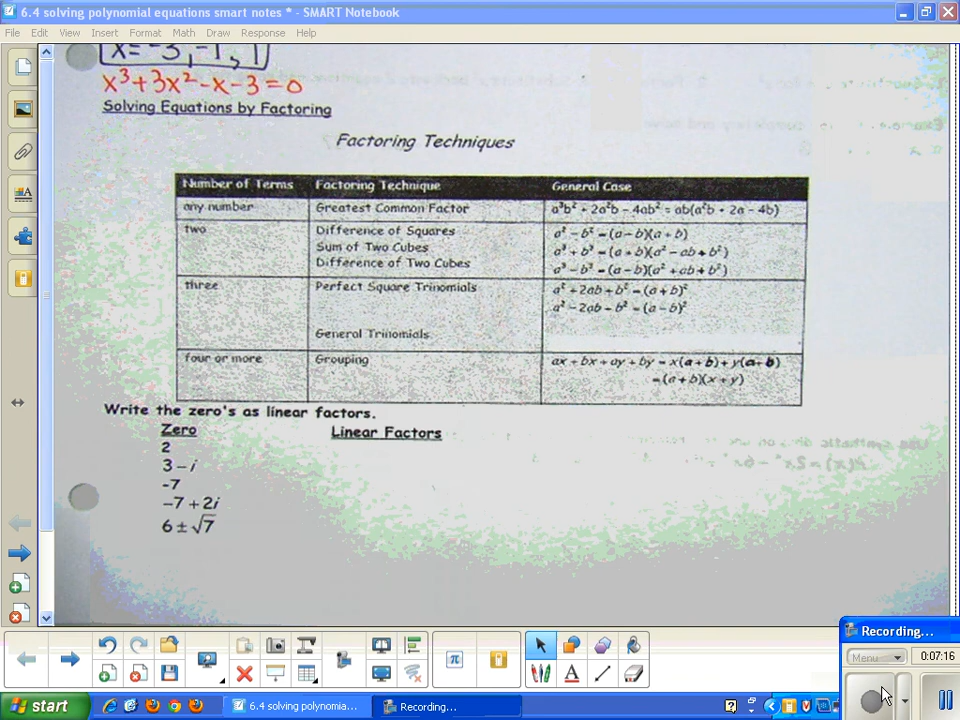 6.4 solving polynomial equations smart notes * - SMART Notebook
File Edit View Insert Format Math Draw Response Help
x = -3, -1, 1
x³+3x²-x-3=0
Solving Equations by Factoring
Factoring Techniques
Number of Terms Factoring Technique General Case
any number Greatest Common Factor a³b² + 2a²b – 4ab² = ab(a²b + 2a – 4b)
two Difference of Squares a² – b² = (a – b)(a + b)
Sum of Two Cubes a³ + b³ = (a + b)(a² – ab + b²)
Difference of Two Cubes a³ – b³ = (a – b)(a² + ab + b²)
three Perfect Square Trinomials a² + 2ab + b² = (a + b)²
a² – 2ab – b² = (a – b)²
General Trinomials
four or more Grouping ax + bx + ay + by = x(a + b) + y(a + b)
= (a + b)(x + y)
Write the zero's as linear factors.
Zero Linear Factors
2
3 – i
-7
–7 + 2i
6 ± √7
Recording...
Menu 0:07:16
start 6.4 solving polynomia... Recording...